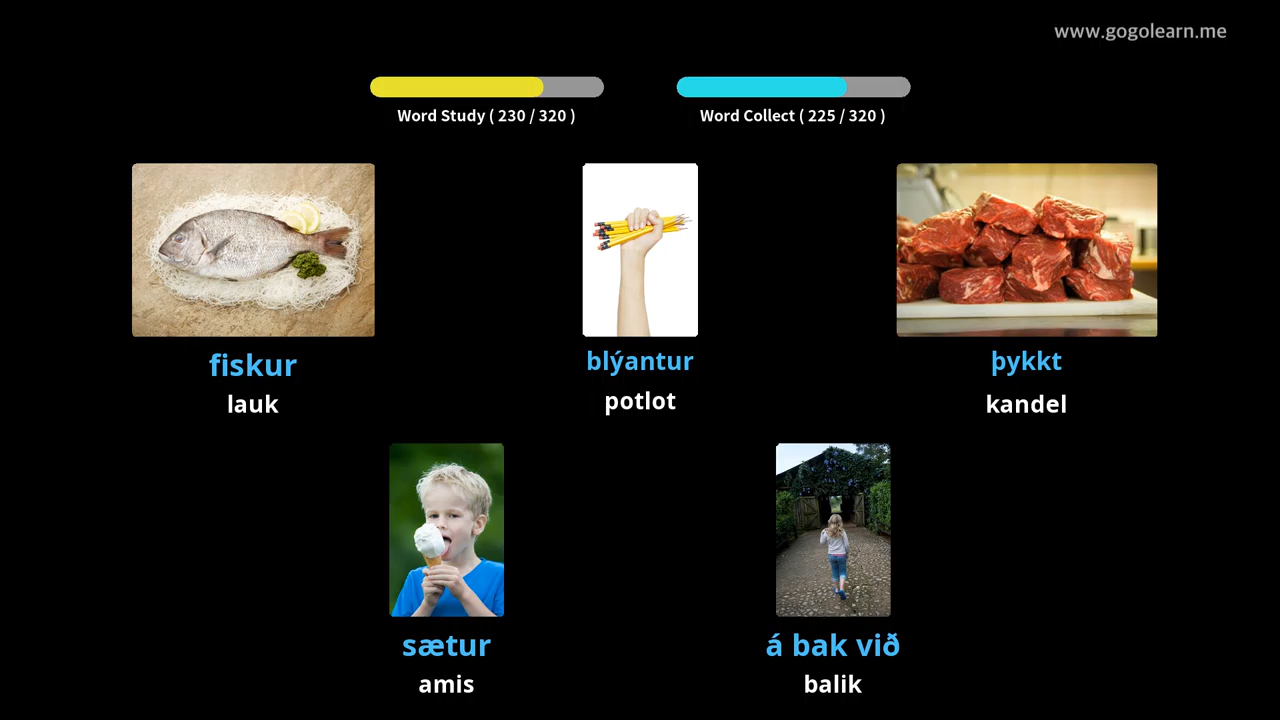 www.gogolearn.me
Word Study ( 230 / 320 )
Word Collect ( 225 / 320 )
fiskur
lauk
blýantur
potlot
þykkt
kandel
sætur
amis
á bak við
balik